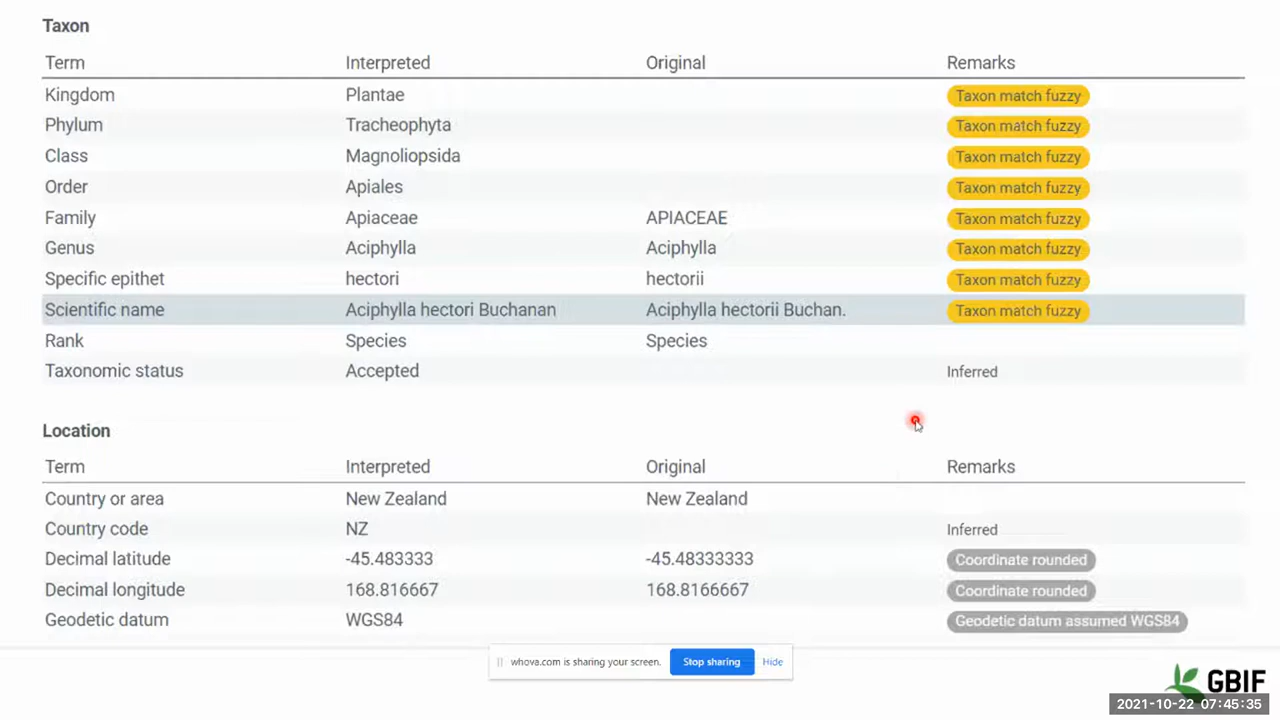 Taxon
Term Interpreted Original Remarks
Kingdom Plantae Taxon match fuzzy
Phylum Tracheophyta Taxon match fuzzy
Class Magnoliopsida Taxon match fuzzy
Order Apiales Taxon match fuzzy
Family Apiaceae APIACEAE Taxon match fuzzy
Genus Aciphylla Aciphylla Taxon match fuzzy
Specific epithet hectori hectorii Taxon match fuzzy
Scientific name Aciphylla hectori Buchanan Aciphylla hectorii Buchan. Taxon match fuzzy
Rank Species Species
Taxonomic status Accepted Inferred
Location
Term Interpreted Original Remarks
Country or area New Zealand New Zealand
Country code NZ Inferred
Decimal latitude -45.483333 -45.48333333 Coordinate rounded
Decimal longitude 168.816667 168.8166667 Coordinate rounded
Geodetic datum WGS84 Geodetic datum assumed WGS84
whova.com is sharing your screen. Stop sharing Hide
GBIF
2021-10-22 07:45:35